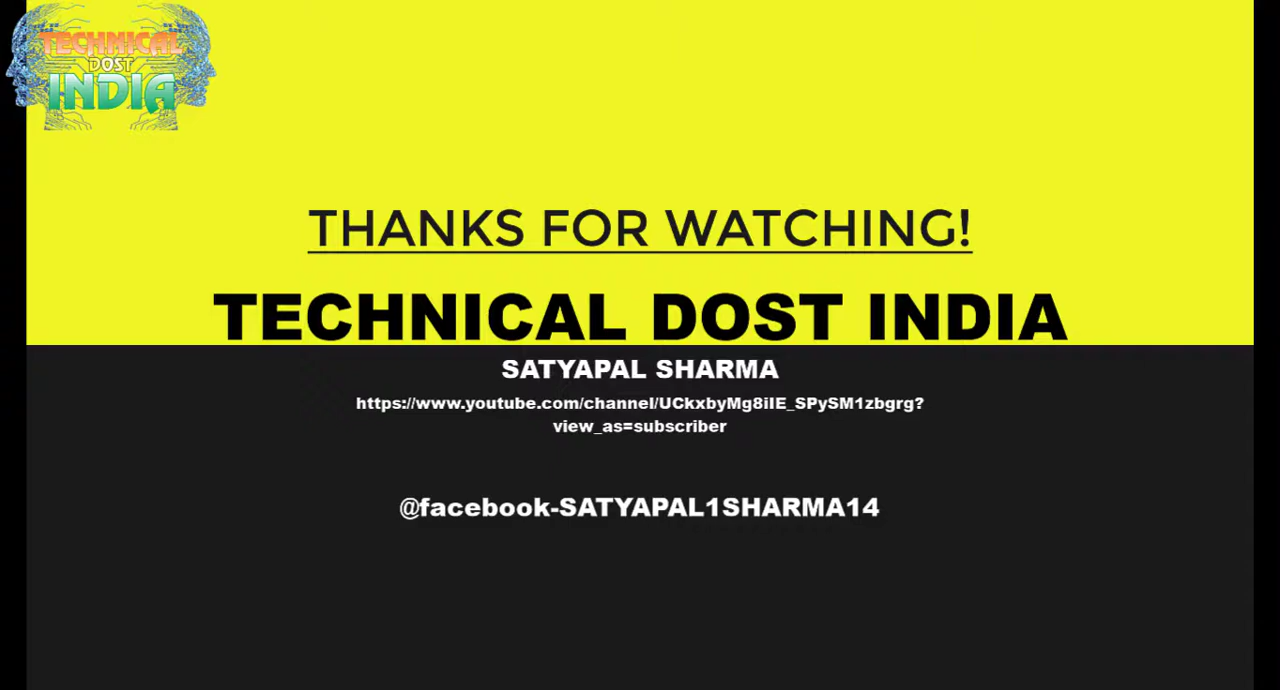 TECHNICAL
DOST
INDIA
THANKS FOR WATCHING!
TECHNICAL DOST INDIA
SATYAPAL SHARMA
https://www.youtube.com/channel/UCkxbyMg8iIE_SPySM1zbgrg?
view_as=subscriber
@facebook-SATYAPAL1SHARMA14